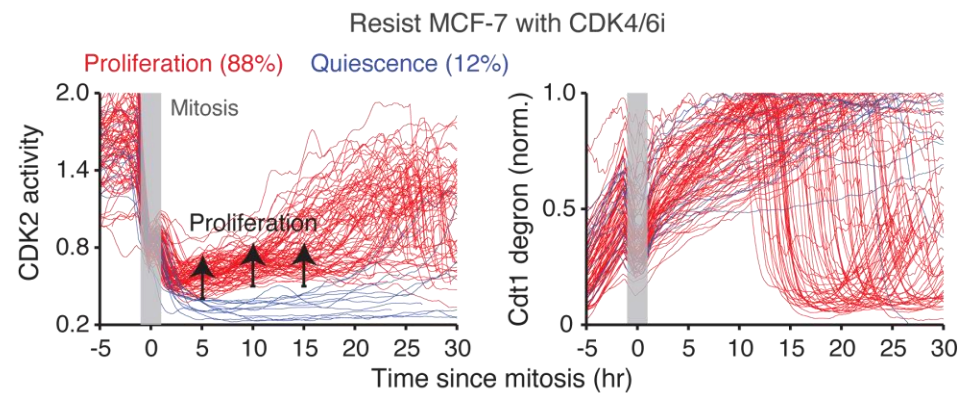 Resist MCF-7 with CDK4/6i
Proliferation (88%) Quiescence (12%)
CDK2 activity
2.0
1.4
0.8
0.2
Mitosis
Proliferation
-5 0 5 10 15 20 25 30
Cdt1 degron (norm.)
1.0
0.5
0
-5 0 5 10 15 20 25 30
Time since mitosis (hr)